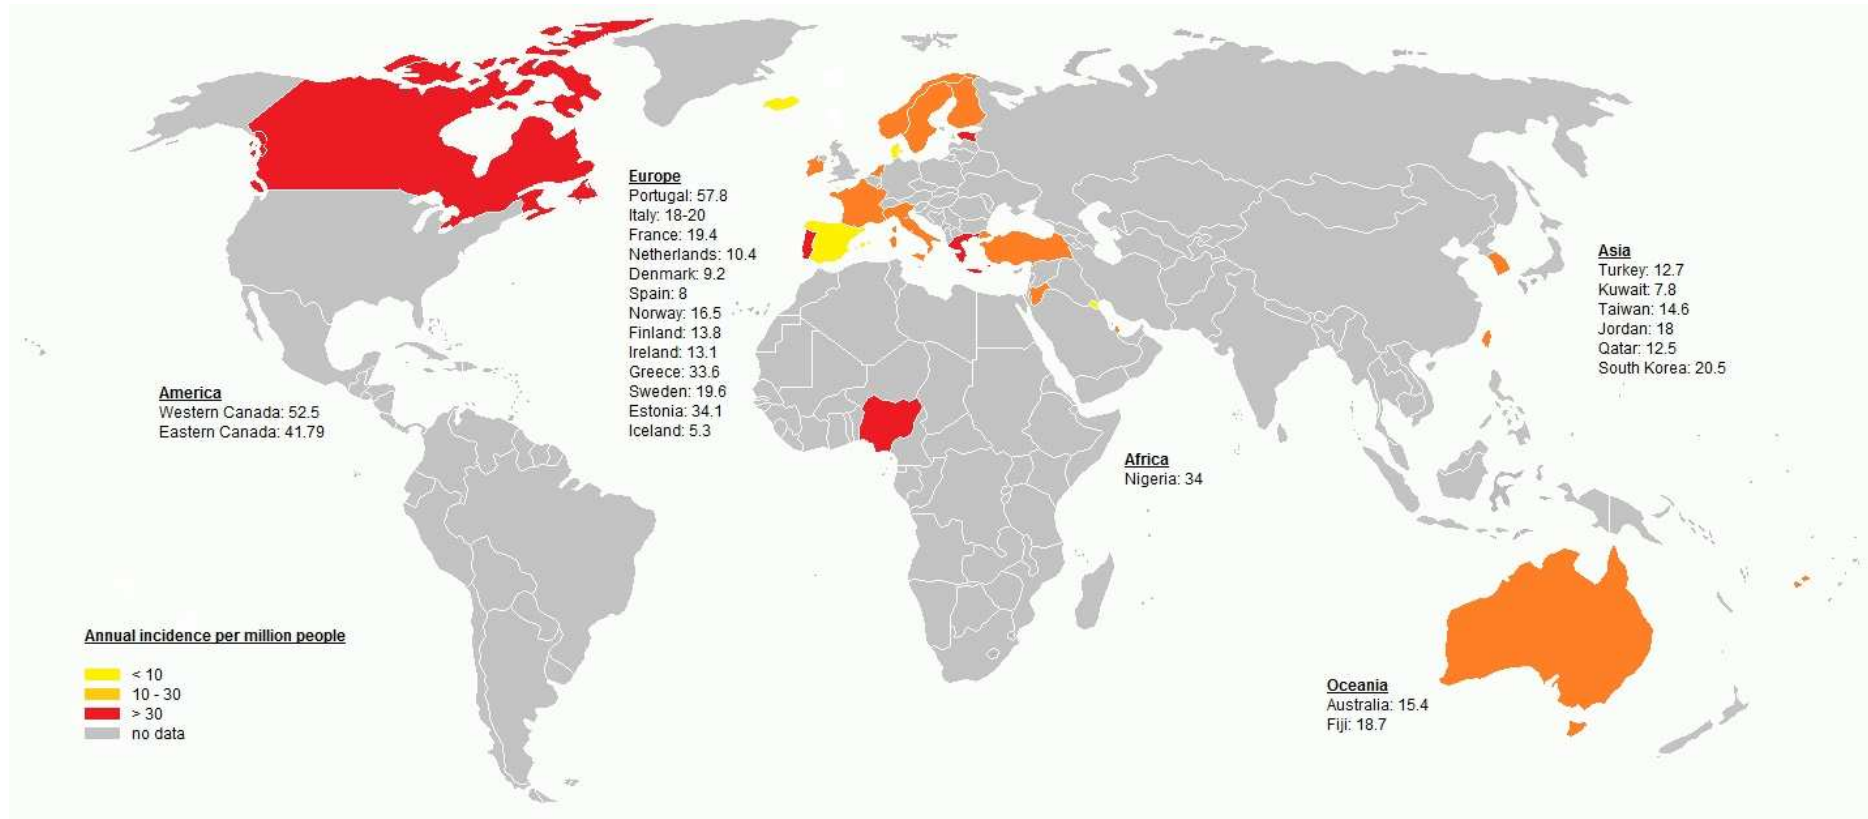 Europe
Portugal: 57.8
Italy: 18-20
France: 19.4
Netherlands: 10.4
Denmark: 9.2
Spain: 8
Norway: 16.5
Finland: 13.8
Ireland: 13.1
Greece: 33.6
Sweden: 19.6
Estonia: 34.1
Iceland: 5.3
Asia
Turkey: 12.7
Kuwait: 7.8
Taiwan: 14.6
Jordan: 18
Qatar: 12.5
South Korea: 20.5
America
Western Canada: 52.5
Eastern Canada: 41.79
Africa
Nigeria: 34
Annual incidence per million people
< 10
10 - 30
> 30
no data
Oceania
Australia: 15.4
Fiji: 18.7